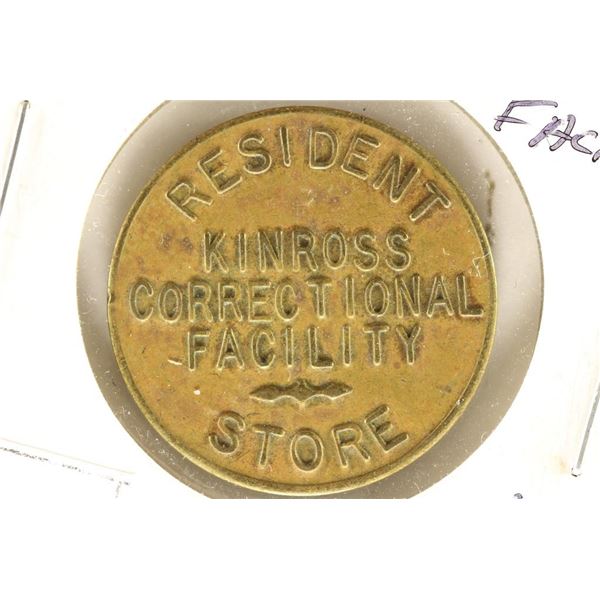 RESIDENT
KINROSS
CORRECTIONAL
FACILITY
STORE